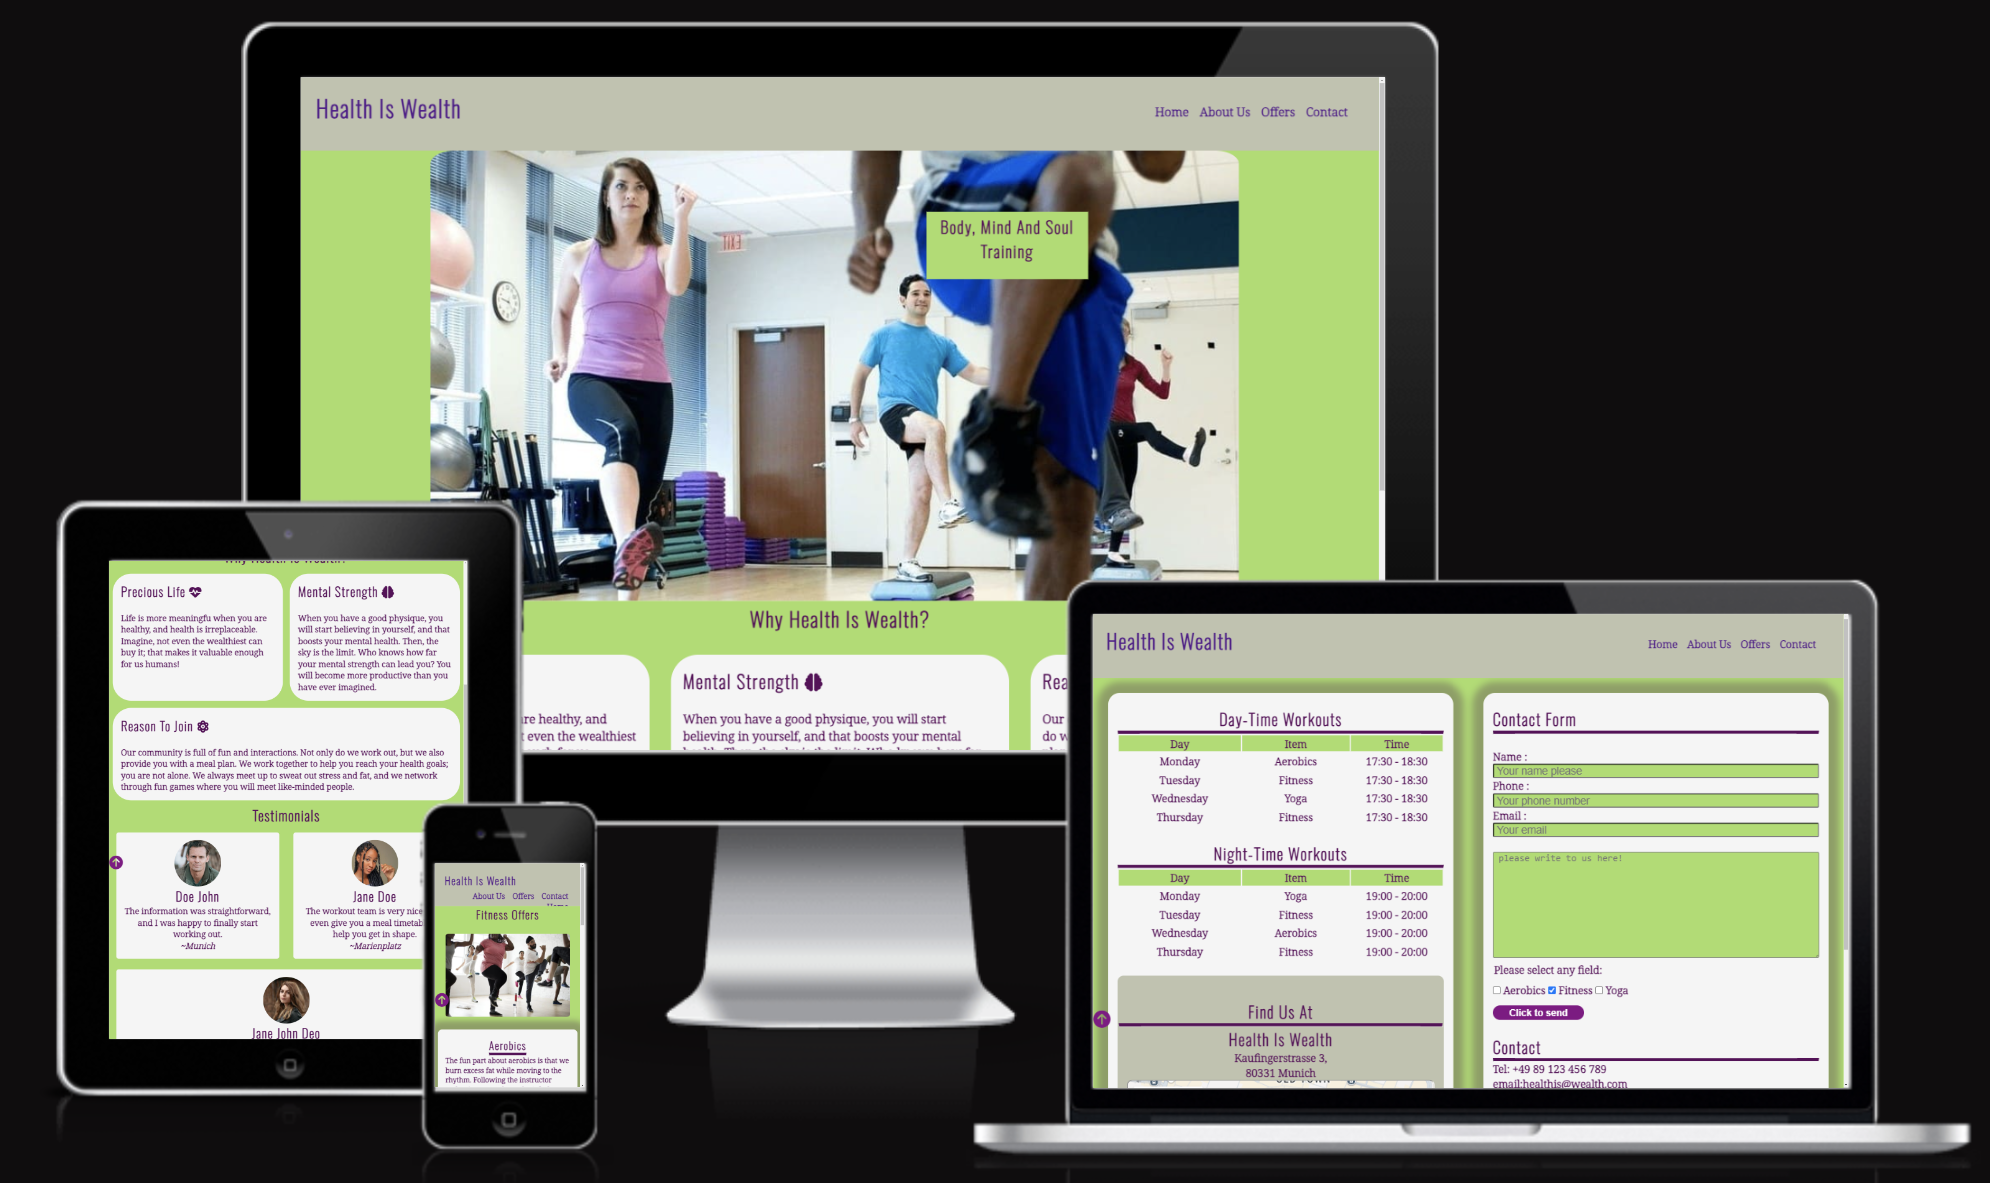 Health Is Wealth
Home About Us Offers Contact
EXIT
Body, Mind And Soul
Training
Why Health Is Wealth?
Mental Strength
Rea
re healthy, and
even the wealthiest
When you have a good physique, you will start
believing in yourself, and that boosts your mental
Our
do w
Why Health Is Wealth?
Precious Life
Life is more meaningfu when you are
healthy, and health is irreplaceable.
Imagine, not even the wealthiest can
buy it; that makes it valuable enough
for us humans!
Mental Strength
When you have a good physique, you
will start believing in yourself, and that
boosts your mental health. Then, the
sky is the limit. Who knows how far
your mental strength can lead you? You
will become more productive than you
have ever imagined.
Reason To Join
Our community is full of fun and interactions. Not only do we work out, but we also
provide you with a meal plan. We work together to help you reach your health goals;
you are not alone. We always meet up to sweat out stress and fat, and we network
through fun games where you will meet like-minded people.
Testimonials
Doe John
The information was straightforward,
and I was happy to finally start
working out.
~Munich
Jane Doe
The workout team is very nice
even give you a meal timetab
help you get in shape.
~Marienplatz
Jane John Deo
Health Is Wealth
About Us Offers Contact
Home
Fitness Offers
Aerobics
The fun part about aerobics is that we
burn excess fat while moving to the
rhythm. Following the instructor
Health Is Wealth
Home About Us Offers Contact
Day-Time Workouts
Day Item Time
Monday Aerobics 17:30 - 18:30
Tuesday Fitness 17:30 - 18:30
Wednesday Yoga 17:30 - 18:30
Thursday Fitness 17:30 - 18:30
Night-Time Workouts
Day Item Time
Monday Yoga 19:00 - 20:00
Tuesday Fitness 19:00 - 20:00
Wednesday Aerobics 19:00 - 20:00
Thursday Fitness 19:00 - 20:00
Find Us At
Health Is Wealth
Kaufingerstrasse 3,
80331 Munich
OLD TOWN
Contact Form
Name :
Your name please
Phone :
Your phone number
Email :
Your email
please write to us here!
Please select any field:
Aerobics Fitness Yoga
Click to send
Contact
Tel: +49 89 123 456 789
email:healthis@wealth.com